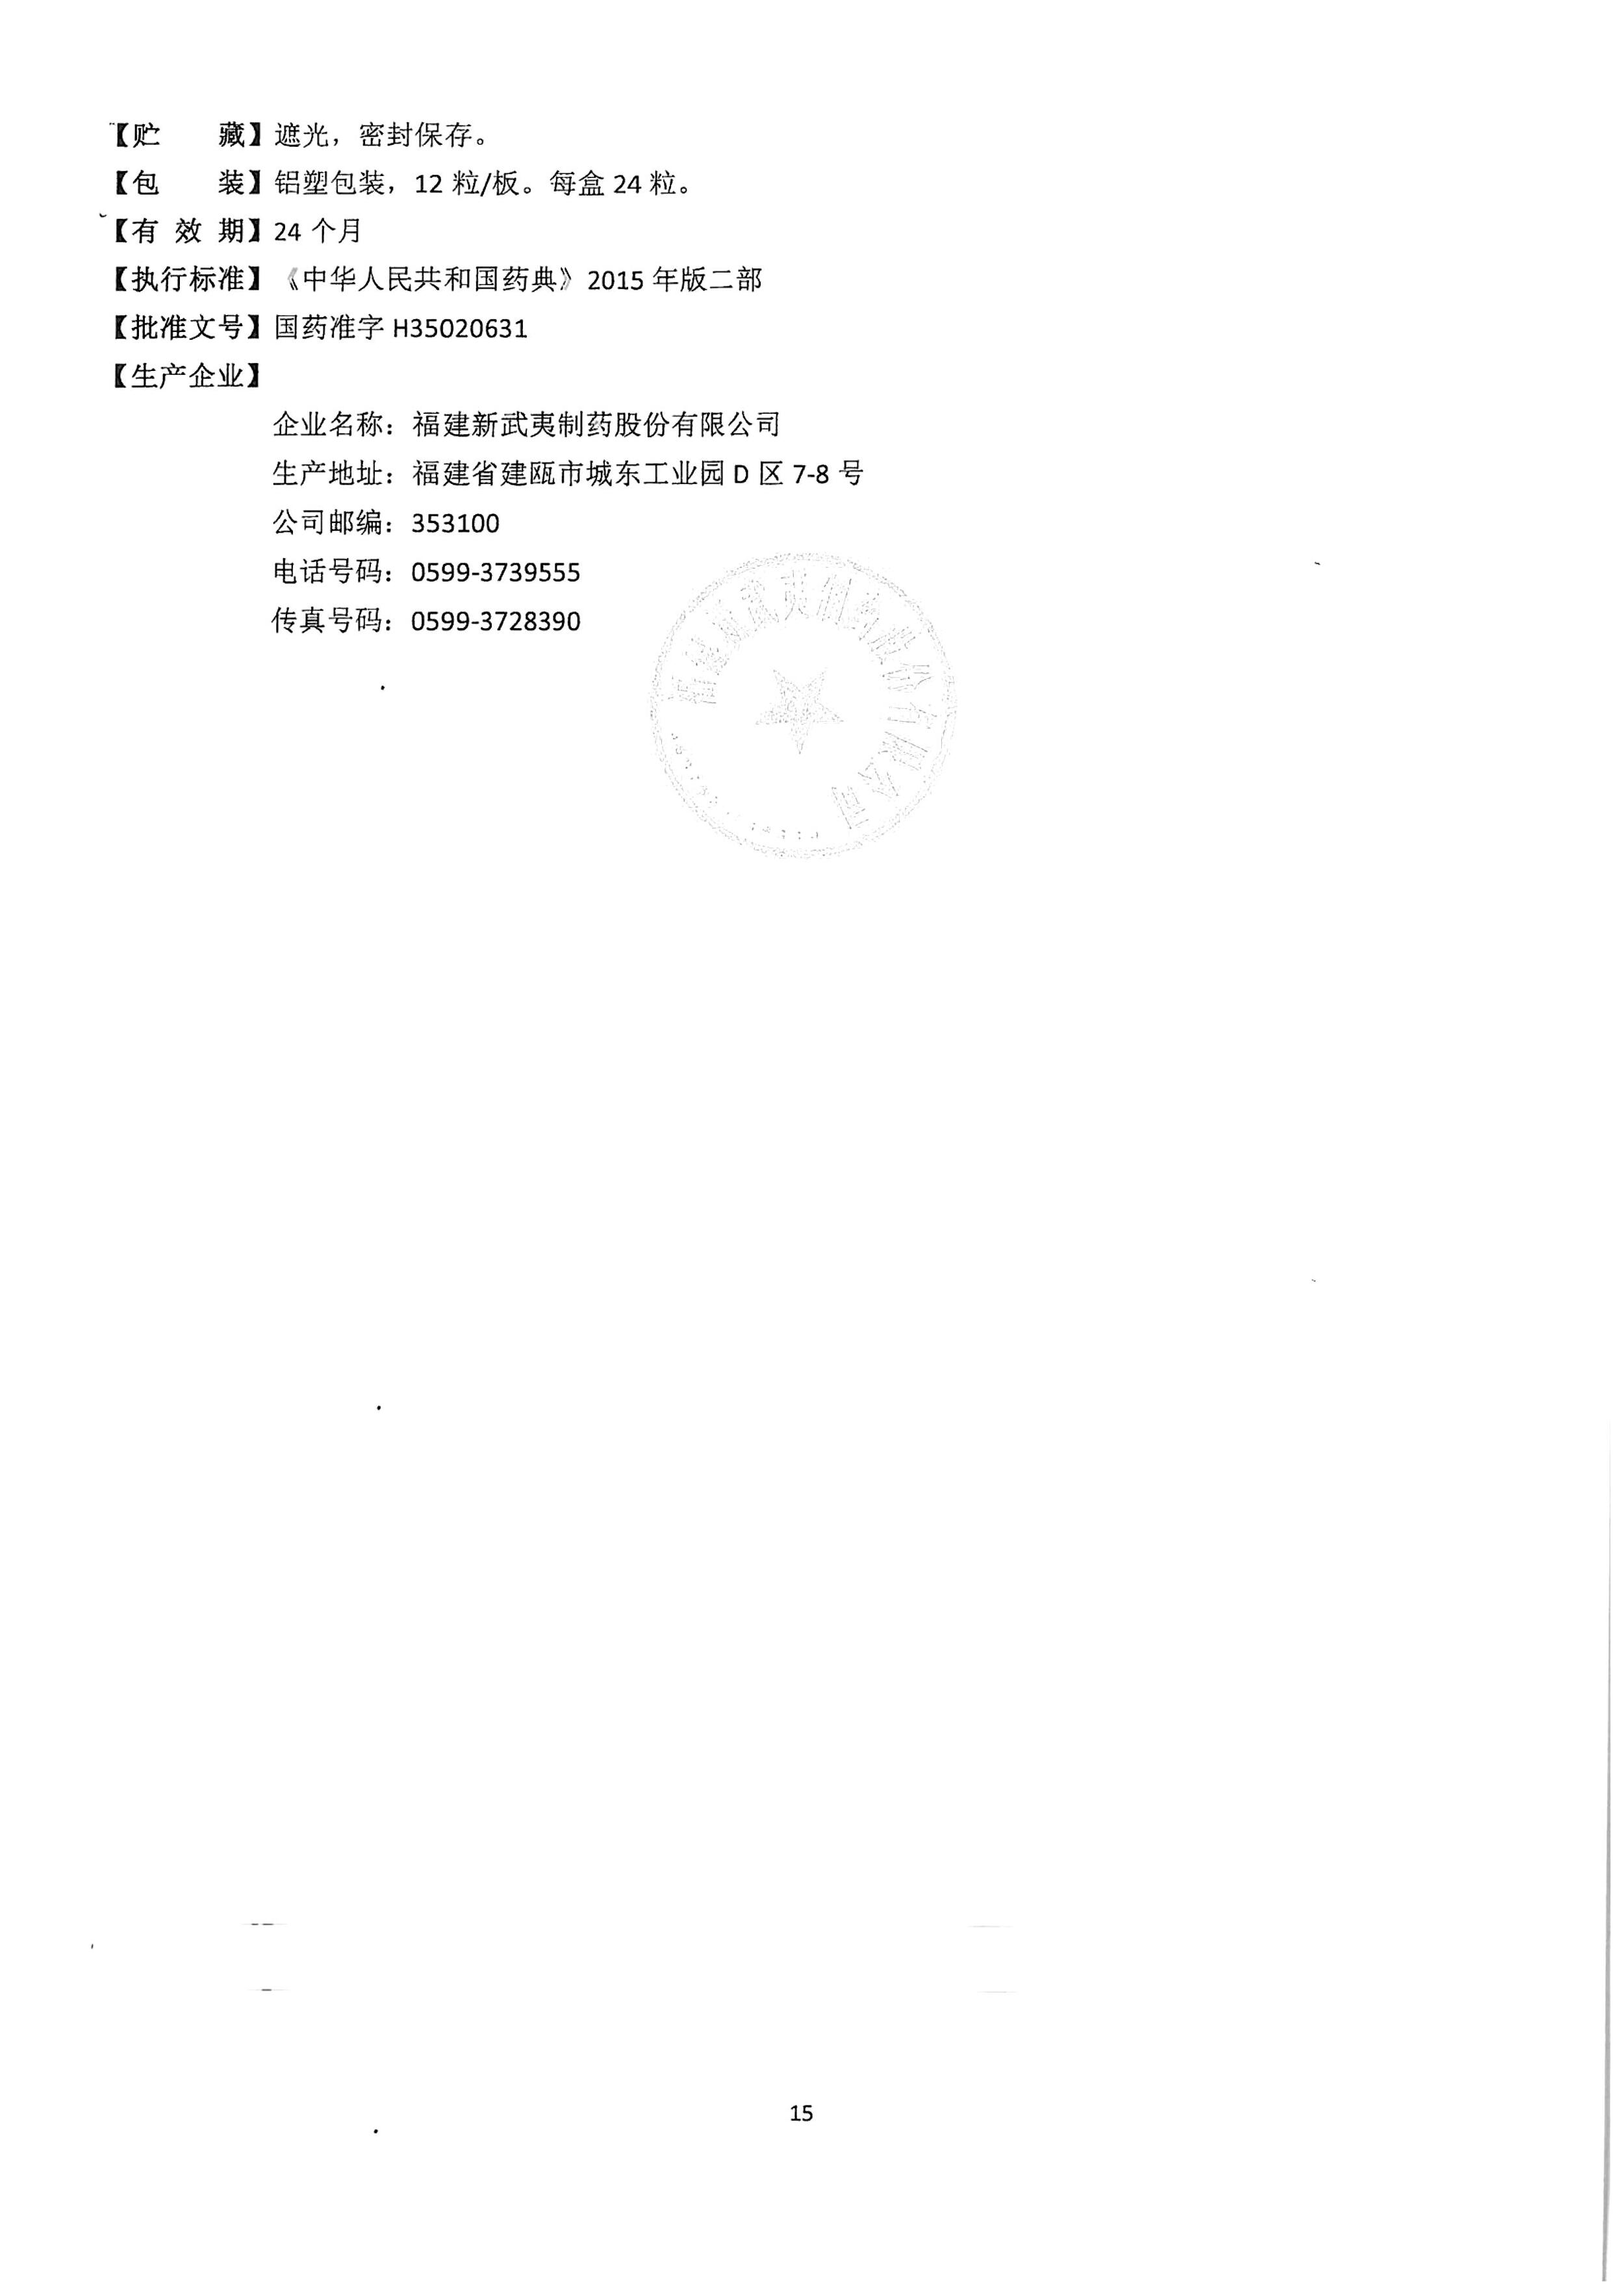 【贮　　藏】遮光，密封保存。
【包　　装】铝塑包装，12 粒/板。每盒 24 粒。
【有 效 期】24 个月
【执行标准】《中华人民共和国药典》2015 年版二部
【批准文号】国药准字 H35020631
【生产企业】
企业名称：福建新武夷制药股份有限公司
生产地址：福建省建瓯市城东工业园 D 区 7-8 号
公司邮编：353100
电话号码：0599-3739555
传真号码：0599-3728390
福建新武夷制药股份有限公司
15